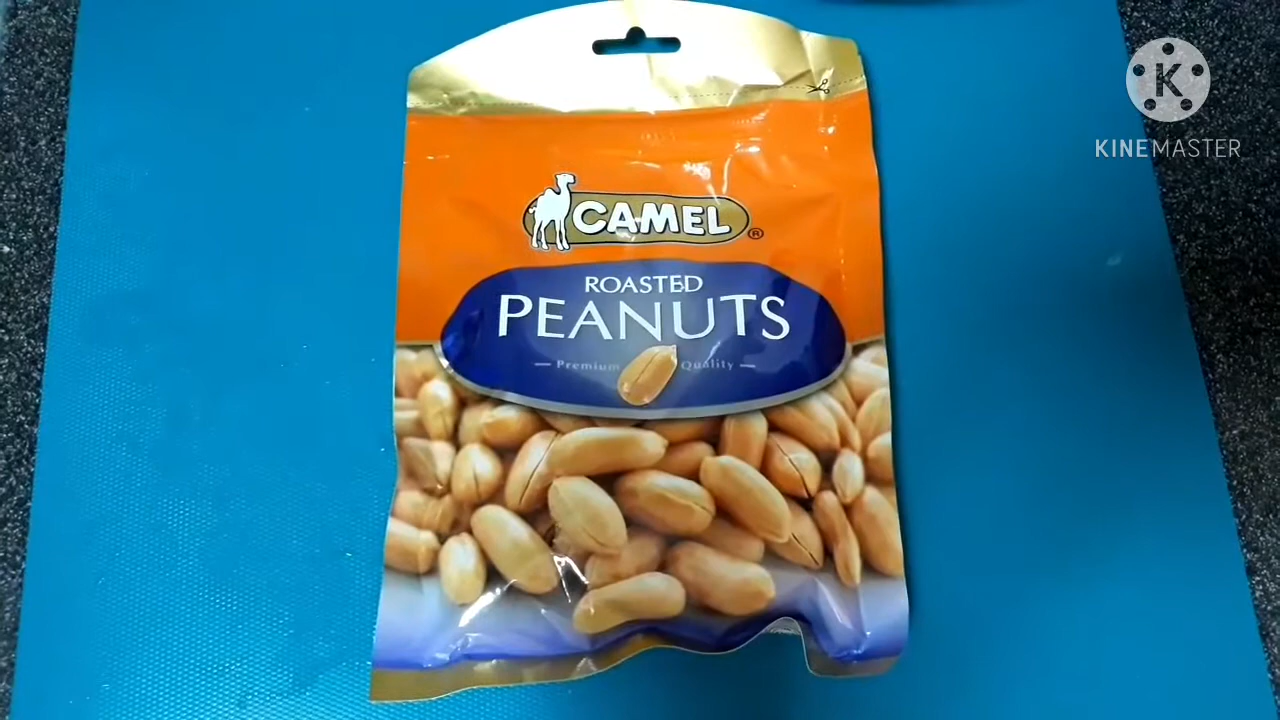 K
KINEMASTER
CAMEL ®
ROASTED
PEANUTS
Premium Quality